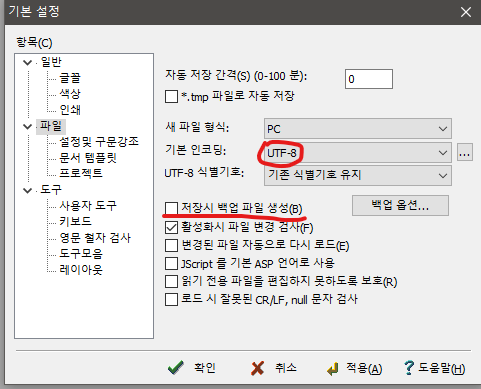 기본 설정
항목(C)
일반
글꼴
색상
인쇄
파일
설정및 구문강조
문서 템플릿
프로젝트
도구
사용자 도구
키보드
영문 철자 검사
도구모음
레이아웃
자동 저장 간격(S) (0-100 분): 0
*.tmp 파일로 자동 저장
새 파일 형식: PC
기본 인코딩: UTF-8 ...
UTF-8 식별기호: 기존 식별기호 유지
저장시 백업 파일 생성(B) 백업 옵션...
활성화시 파일 변경 검사(F)
변경된 파일 자동으로 다시 로드(E)
JScript 를 기본 ASP 언어로 사용
읽기 전용 파일을 편집하지 못하도록 보호(R)
로드 시 잘못된 CR/LF, null 문자 검사
확인 취소 적용(A) 도움말(H)